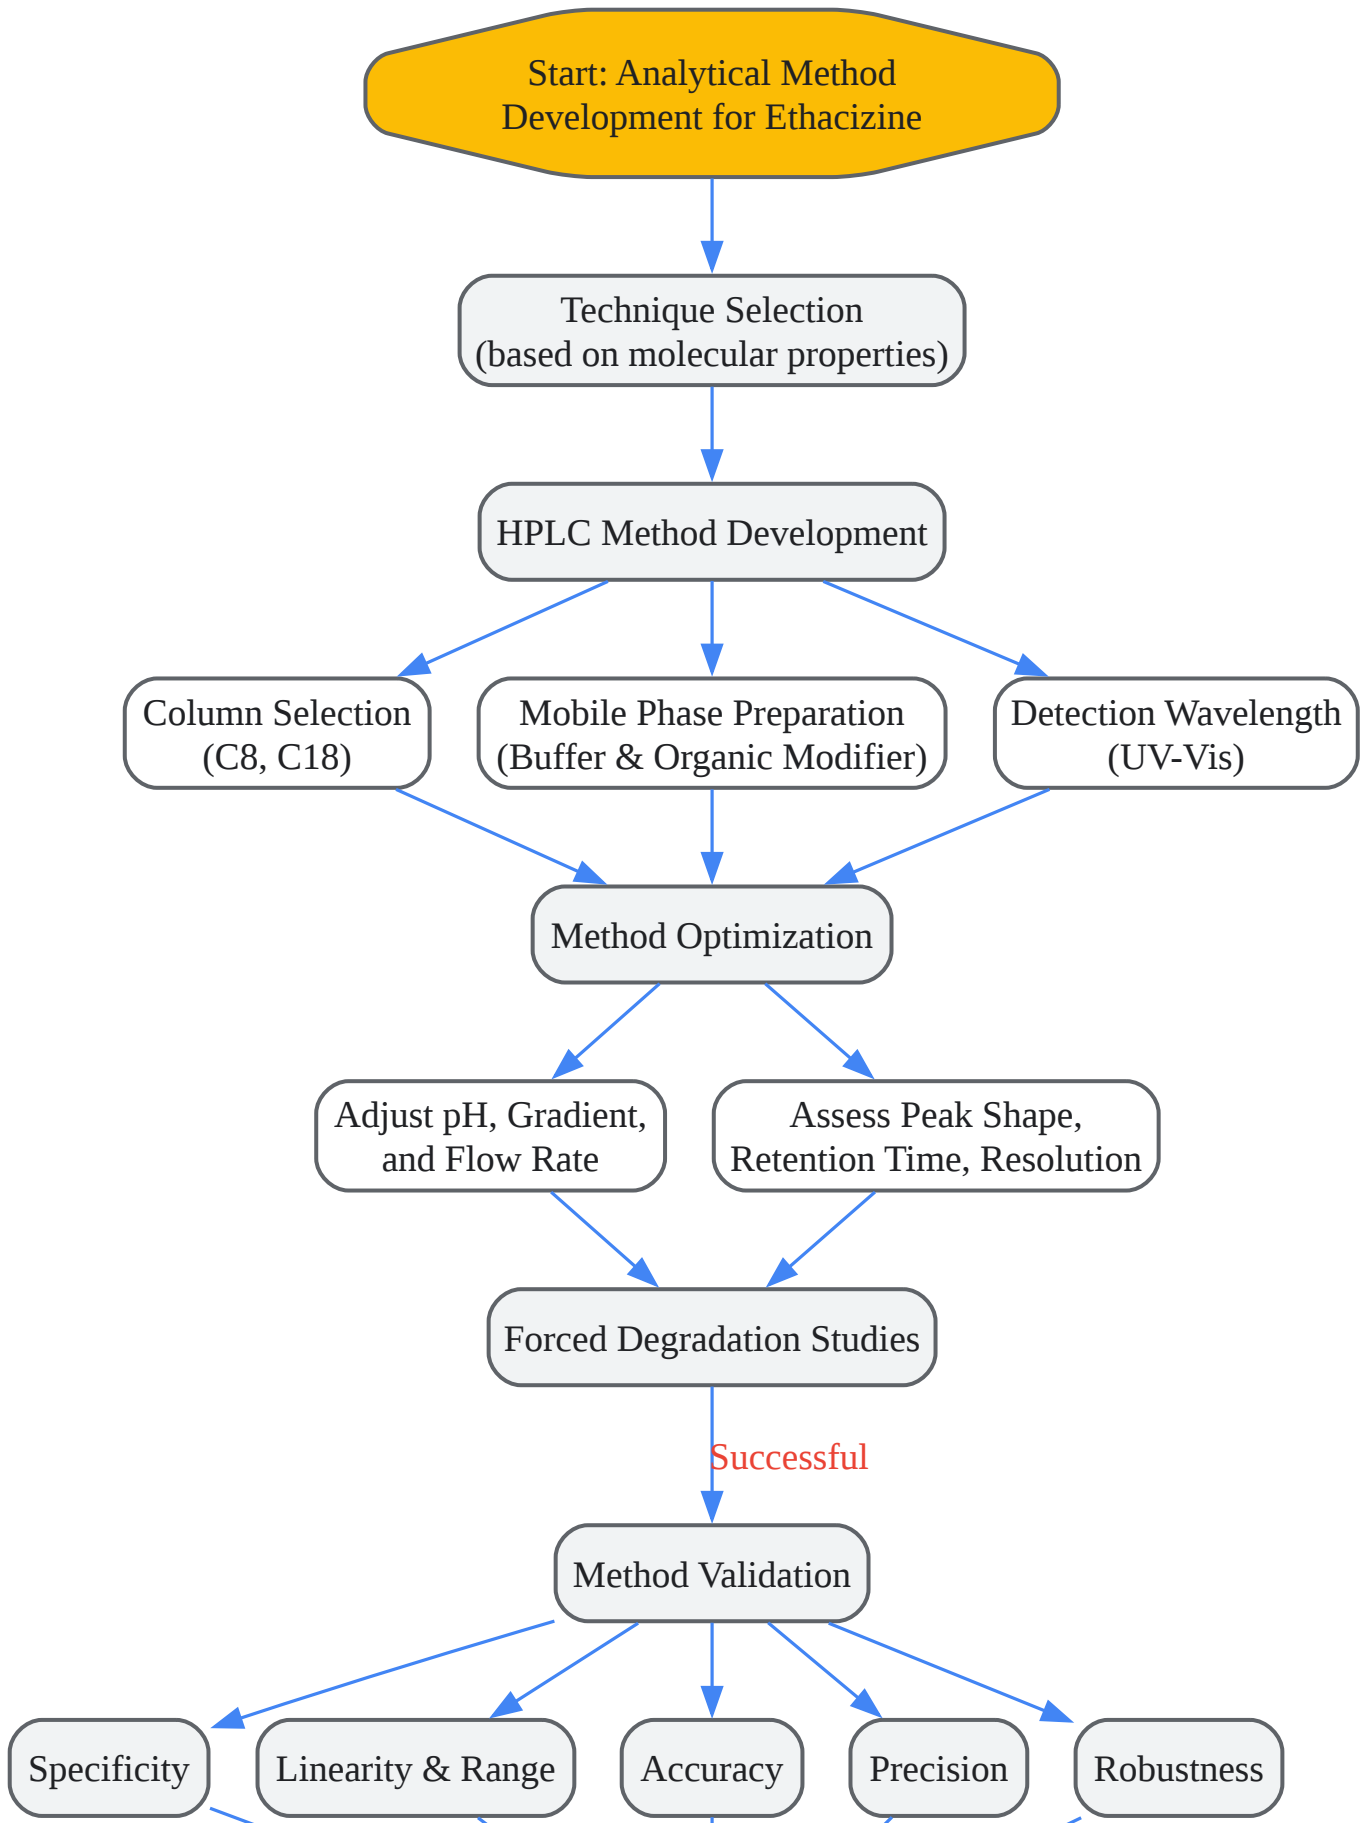 Start: Analytical Method
Development for Ethacizine
Technique Selection
(based on molecular properties)
HPLC Method Development
Column Selection
(C8, C18)
Mobile Phase Preparation
(Buffer & Organic Modifier)
Detection Wavelength
(UV-Vis)
Method Optimization
Adjust pH, Gradient,
and Flow Rate
Assess Peak Shape,
Retention Time, Resolution
Forced Degradation Studies
Successful
Method Validation
Specificity
Linearity & Range
Accuracy
Precision
Robustness